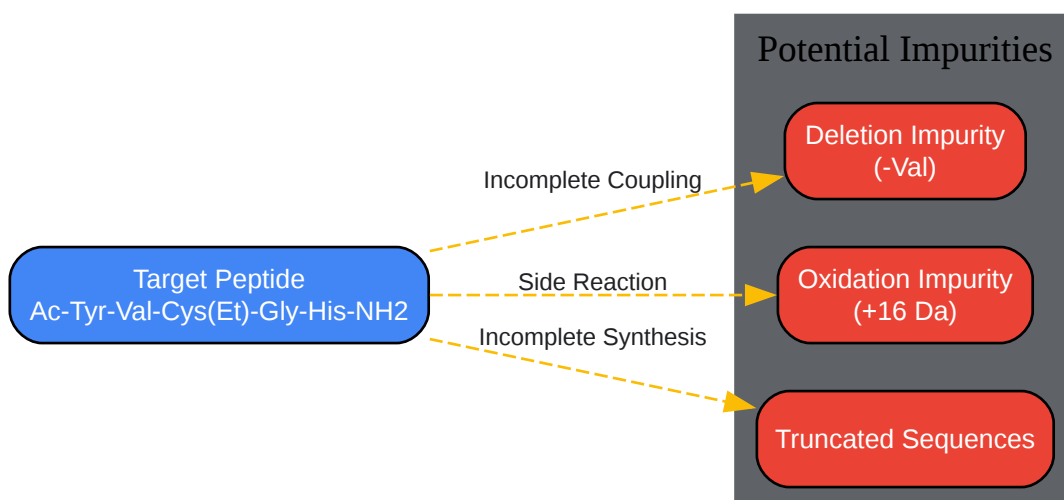 Potential Impurities
Deletion Impurity
(-Val)
Incomplete Coupling
Target Peptide
Ac-Tyr-Val-Cys(Et)-Gly-His-NH2
Side Reaction
Oxidation Impurity
(+16 Da)
Incomplete Synthesis
Truncated Sequences